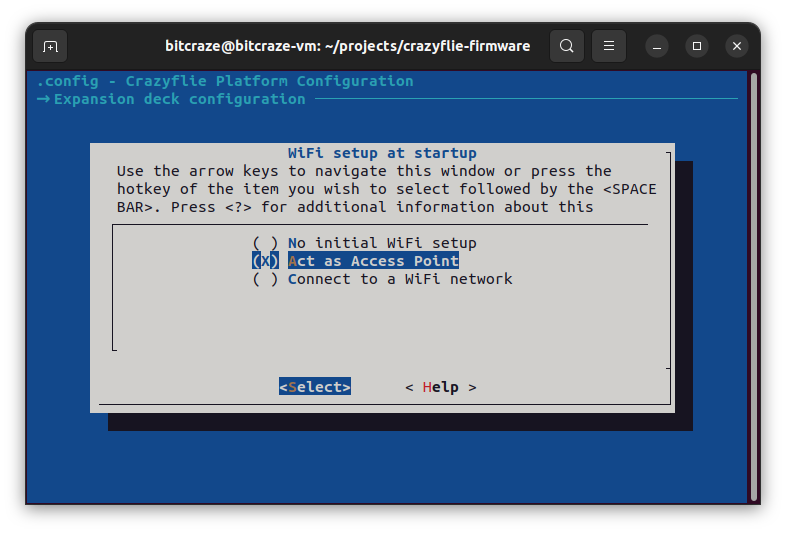 bitcraze@bitcraze-vm: ~/projects/crazyflie-firmware
.config - Crazyflie Platform Configuration
→ Expansion deck configuration
WiFi setup at startup
Use the arrow keys to navigate this window or press the
hotkey of the item you wish to select followed by the <SPACE
BAR>. Press <?> for additional information about this
( ) No initial WiFi setup
(X) Act as Access Point
( ) Connect to a WiFi network
<Select> < Help >